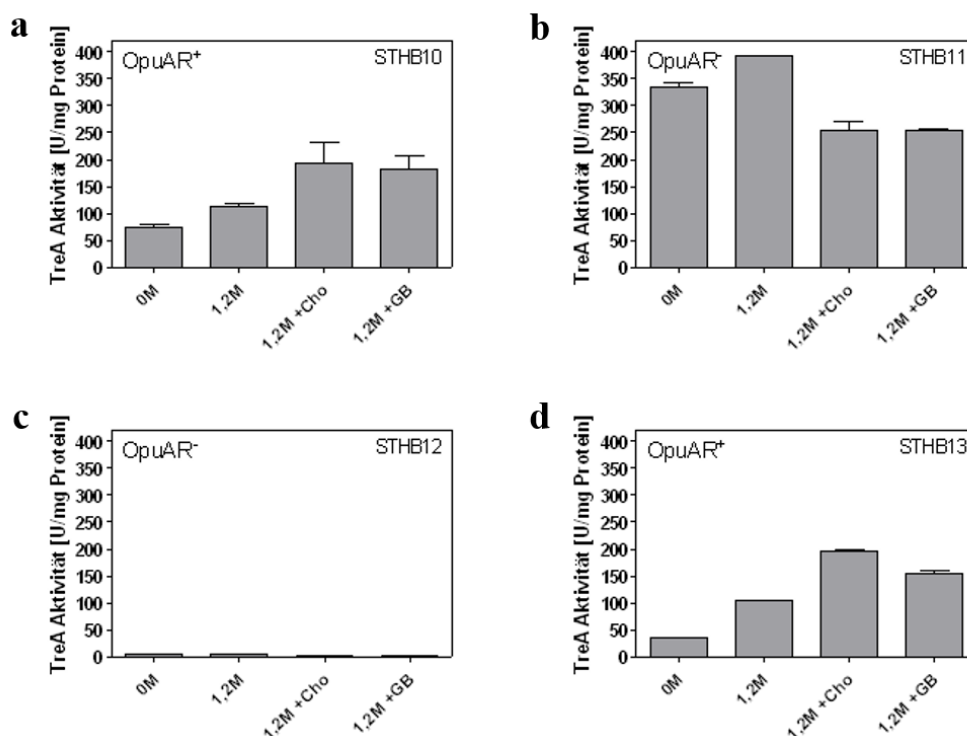 a
OpuAR+
STHB10
TreA Aktivität [U/mg Protein]
400
350
300
250
200
150
100
50
0
0M
1,2M
1,2M +Cho
1,2M +GB
b
OpuAR-
STHB11
TreA Aktivität [U/mg Protein]
400
350
300
250
200
150
100
50
0
0M
1,2M
1,2M +Cho
1,2M +GB
c
OpuAR-
STHB12
TreA Aktivität [U/mg Protein]
400
350
300
250
200
150
100
50
0
0M
1,2M
1,2M +Cho
1,2M +GB
d
OpuAR+
STHB13
TreA Aktivität [U/mg Protein]
400
350
300
250
200
150
100
50
0
0M
1,2M
1,2M +Cho
1,2M +GB